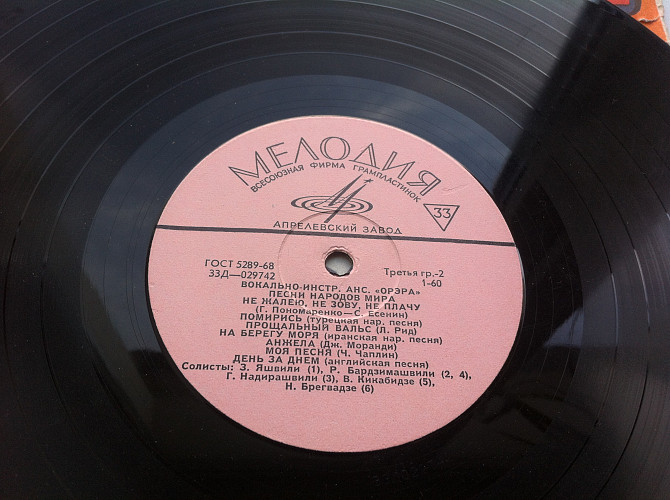 МЕЛОДИЯ
ВСЕСОЮЗНАЯ ФИРМА ГРАМПЛАСТИНОК
33
АПРЕЛЕВСКИЙ ЗАВОД
ГОСТ 5289-68
Третья гр.-2
33Д—029742
1-60
ВОКАЛЬНО-ИНСТР. АНС. «ОРЭРА»
ПЕСНИ НАРОДОВ МИРА
НЕ ЖАЛЕЮ, НЕ ЗОВУ, НЕ ПЛАЧУ
(Г. Пономаренко—С. Есенин)
ПОМИРИСЬ (турецкая нар. песня)
ПРОЩАЛЬНЫЙ ВАЛЬС (Л. Рид)
НА БЕРЕГУ МОРЯ (иранская нар. песня)
АНЖЕЛА (Дж. Моранди)
МОЯ ПЕСНЯ (Ч. Чаплин)
ДЕНЬ ЗА ДНЕМ (английская песня)
Солисты: З. Яшвили (1), Р. Бардзимашвили (2, 4),
Г. Надирашвили (3), В. Кикабидзе (5),
Н. Брегвадзе (6)